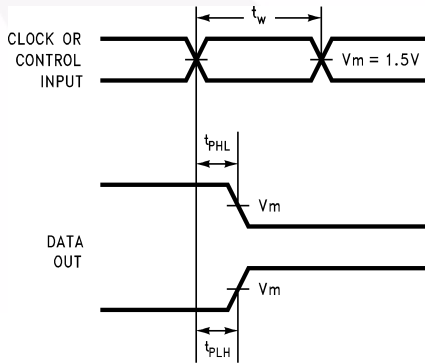 tw
CLOCK OR
CONTROL
INPUT
Vm = 1.5V
tPHL
Vm
DATA
OUT
Vm
tPLH